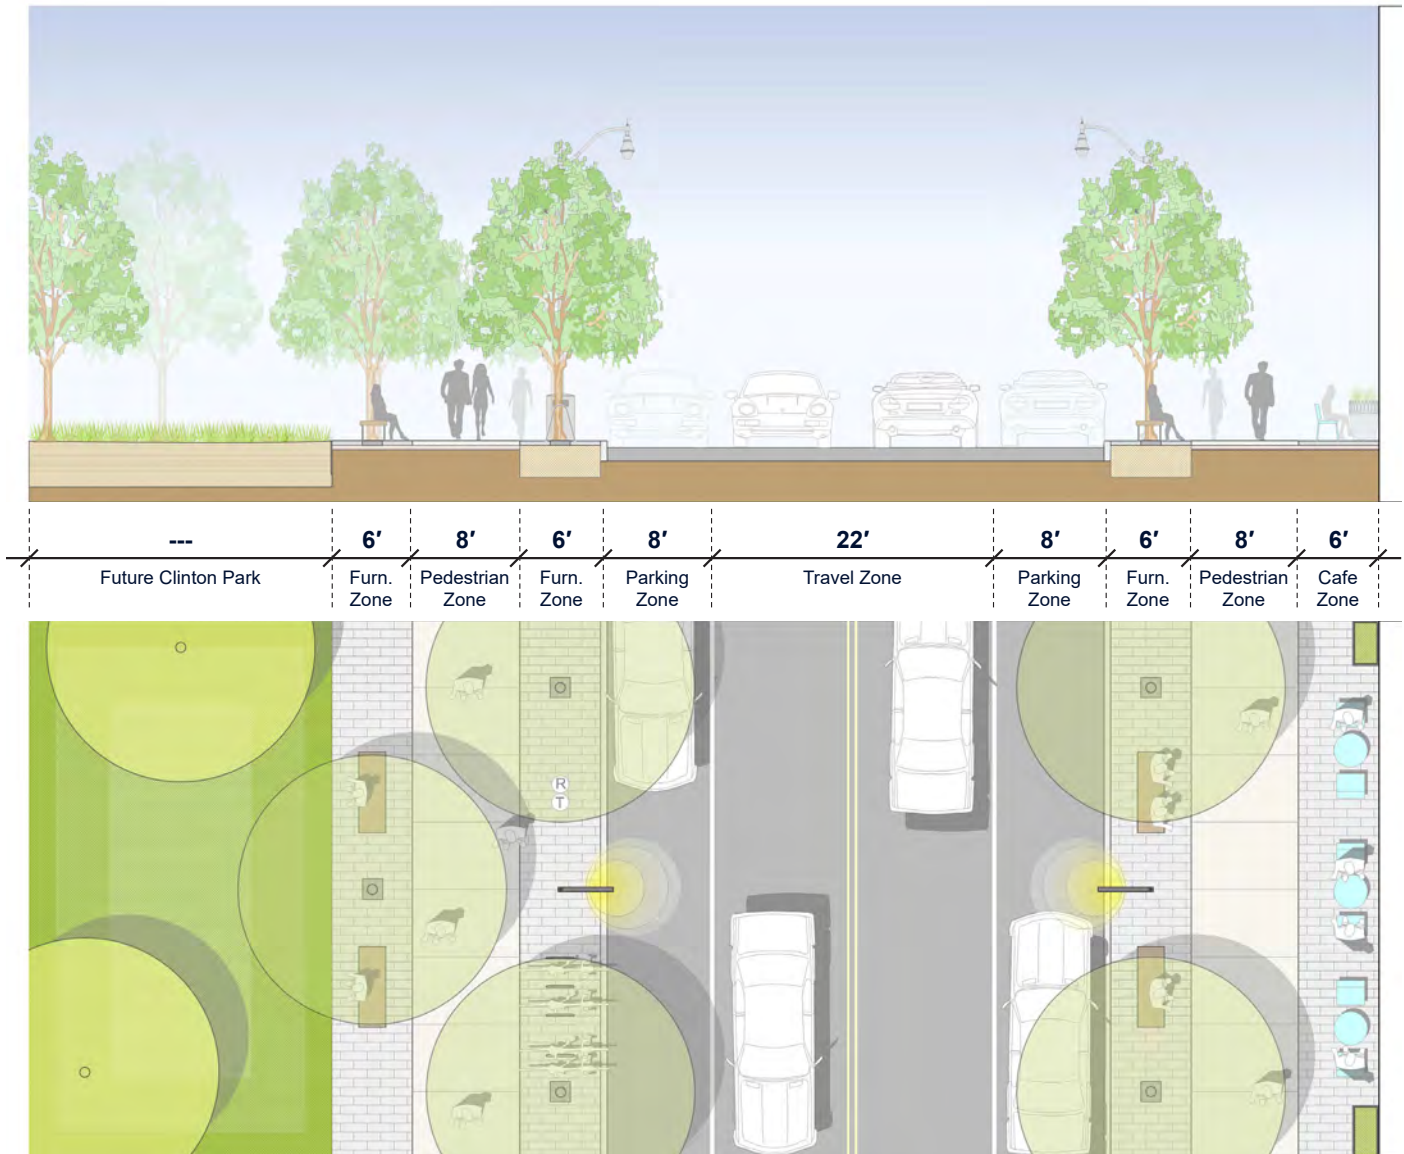 --- 6′ 8′ 6′ 8′ 22′ 8′ 6′ 8′ 6′
Future Clinton Park Furn. Pedestrian Furn. Parking Travel Zone Parking Furn. Pedestrian Cafe
Zone Zone Zone Zone Zone Zone Zone Zone
R
T